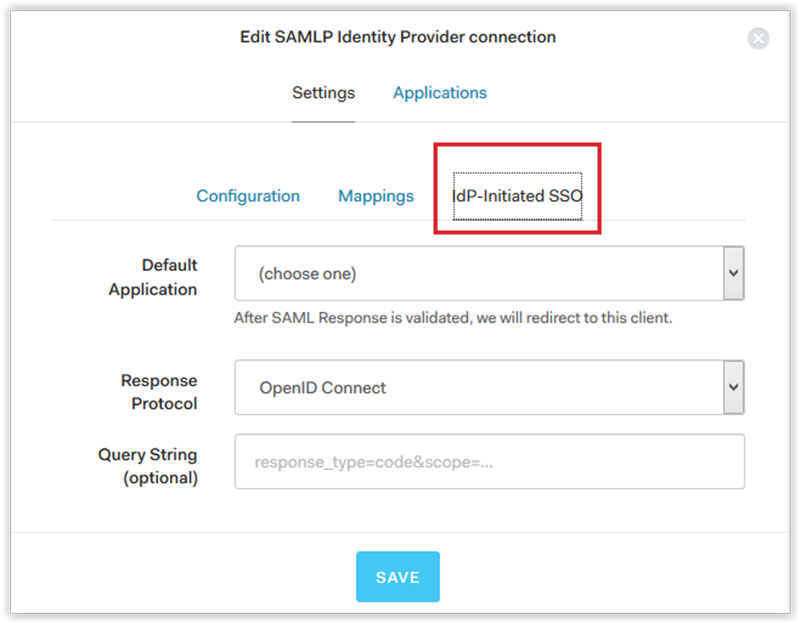 Edit SAMLP Identity Provider connection
Settings Applications
Configuration Mappings IdP-Initiated SSO
Default
Application
(choose one)
After SAML Response is validated, we will redirect to this client.
Response
Protocol
OpenID Connect
Query String
(optional)
response_type=code&scope=...
SAVE